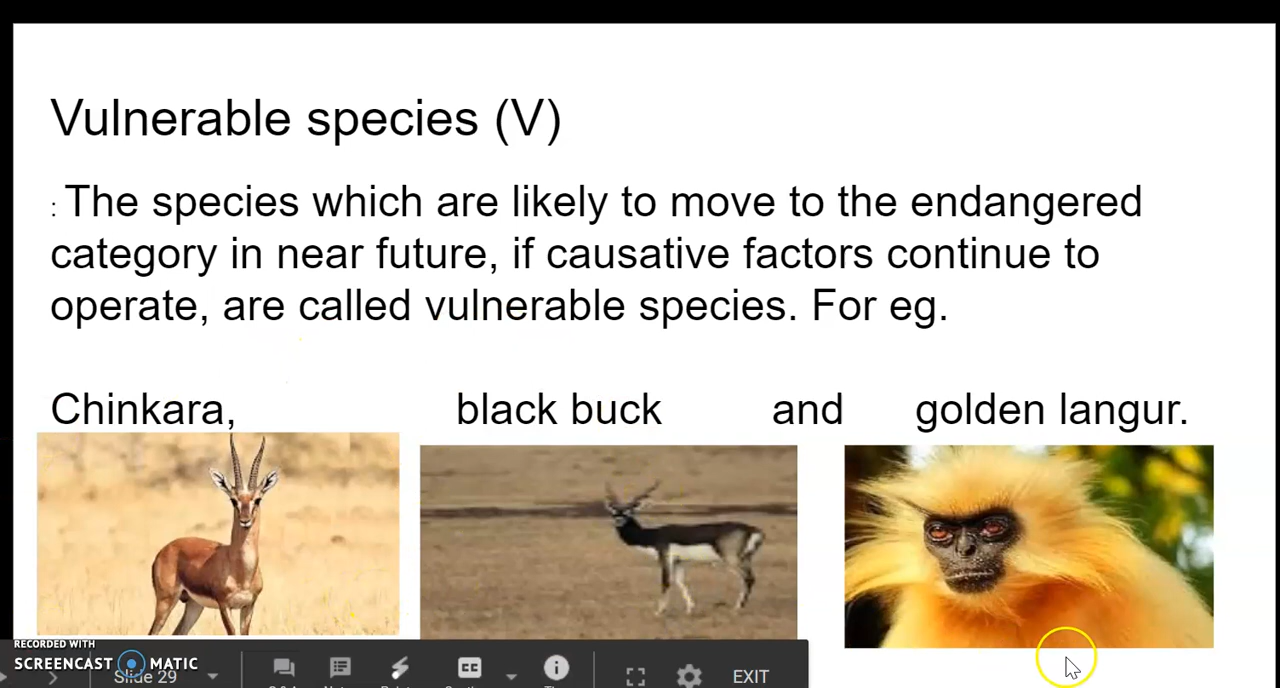 Vulnerable species (V)
: The species which are likely to move to the endangered
category in near future, if causative factors continue to
operate, are called vulnerable species. For eg.
Chinkara, black buck and golden langur.
RECORDED WITH
SCREENCAST MATIC
Slide 29
CC
EXIT